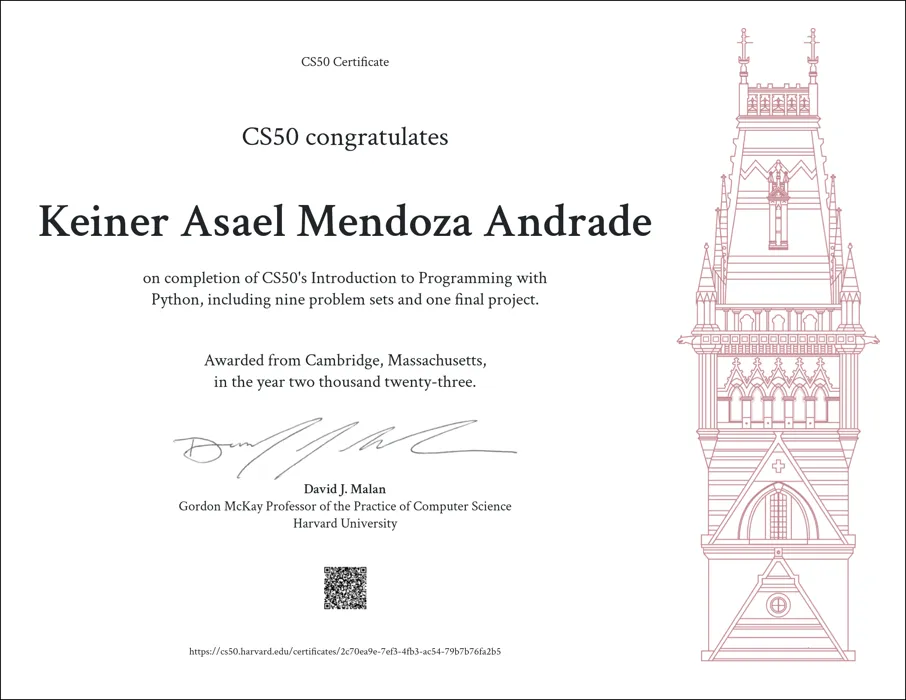 CS50 Certificate
CS50 congratulates
Keiner Asael Mendoza Andrade
on completion of CS50's Introduction to Programming with
Python, including nine problem sets and one final project.
Awarded from Cambridge, Massachusetts,
in the year two thousand twenty-three.
David J. Malan
Gordon McKay Professor of the Practice of Computer Science
Harvard University
https://cs50.harvard.edu/certificates/2c70ea9e-7ef3-4fb3-ac54-79b7b76fa2b5